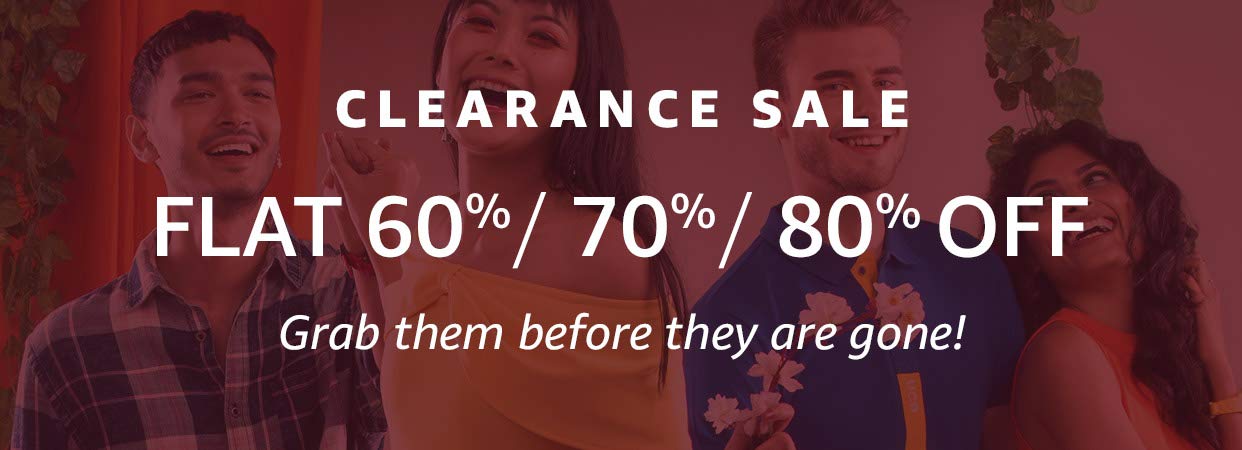 CLEARANCE SALE
FLAT 60%/ 70%/ 80% OFF
Grab them before they are gone!